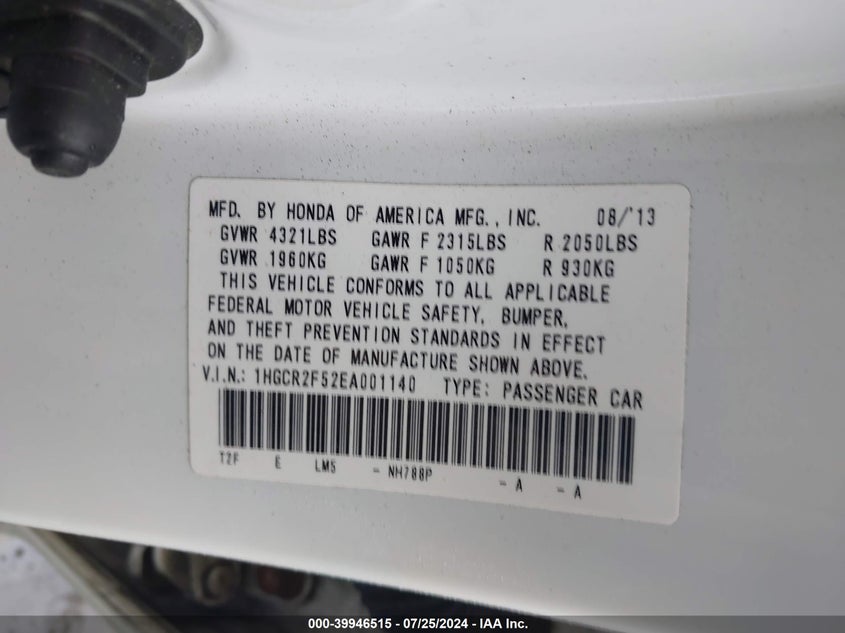 MFD. BY HONDA OF AMERICA MFG., INC. 08/'13
GVWR 4321LBS GAWR F 2315LBS R 2050LBS
GVWR 1960KG GAWR F 1050KG R 930KG
THIS VEHICLE CONFORMS TO ALL APPLICABLE
FEDERAL MOTOR VEHICLE SAFETY, BUMPER,
AND THEFT PREVENTION STANDARDS IN EFFECT
ON THE DATE OF MANUFACTURE SHOWN ABOVE.
V.I.N.: 1HGCR2F52EA001140 TYPE: PASSENGER CAR
T2F E LM5 - NH788P - A - A
000-39946515 - 07/25/2024 - IAA Inc.